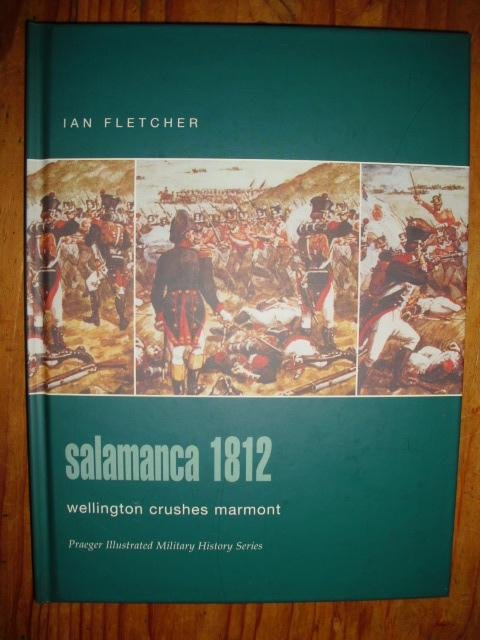 IAN FLETCHER
salamanca 1812
wellington crushes marmont
Praeger Illustrated Military History Series